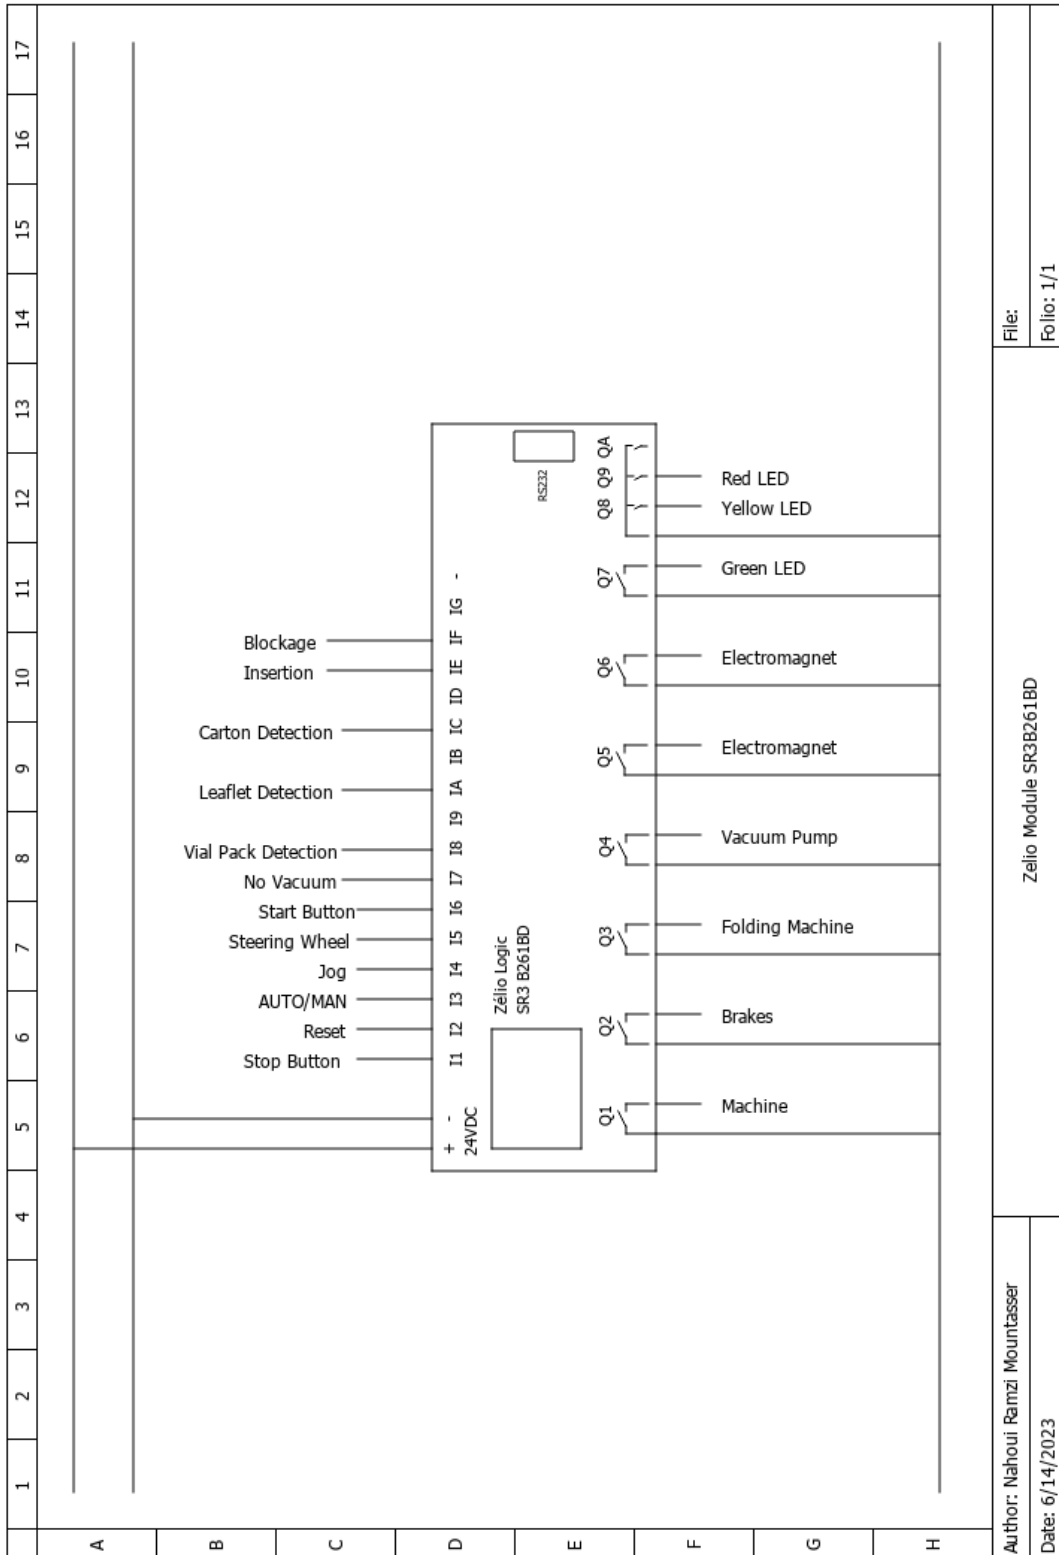 17
16
15
14
13
12
11
10
9
8
7
6
5
4
3
2
1
A
B
C
D
E
F
G
H
Blockage
Insertion
Carton Detection
Leaflet Detection
Vial Pack Detection
No Vacuum
Start Button
Steering Wheel
Jog
AUTO/MAN
Reset
Stop Button
-
IG
IF
IE
ID
IC
IB
IA
I9
I8
I7
I6
I5
I4
I3
I2
I1
-
+
24VDC
Zélio Logic
SR3 B261BD
RS232
QA
Q9
Q8
Q7
Q6
Q5
Q4
Q3
Q2
Q1
Red LED
Yellow LED
Green LED
Electromagnet
Electromagnet
Vacuum Pump
Folding Machine
Brakes
Machine
Author: Nahoui Ramzi Mountasser
Date: 6/14/2023
Zelio Module SR3B261BD
File:
Folio: 1/1